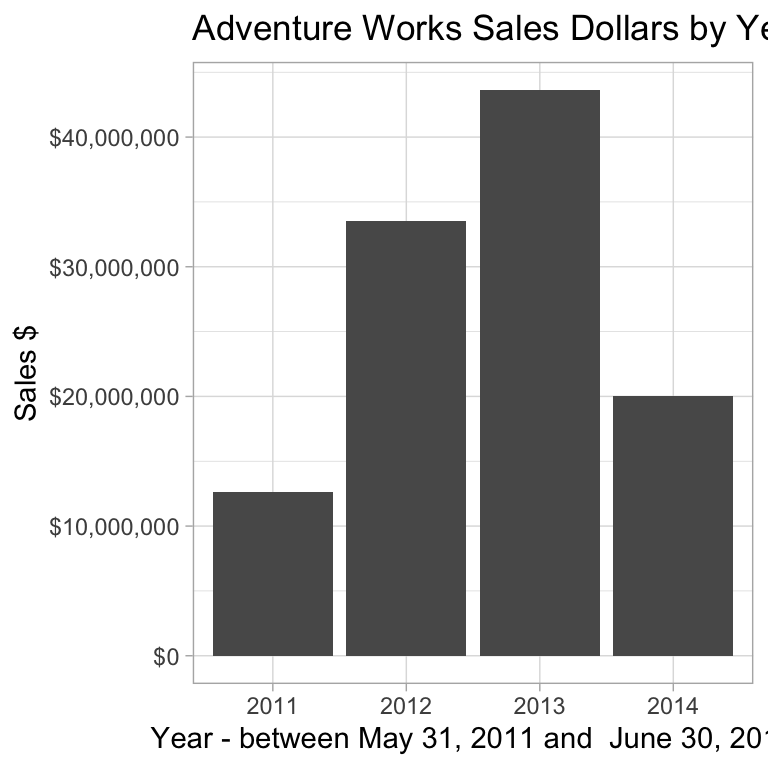 Adventure Works Sales Dollars by Ye
$40,000,000
$30,000,000
Sales $
$20,000,000
$10,000,000
$0
2011 2012 2013 2014
Year - between May 31, 2011 and  June 30, 201